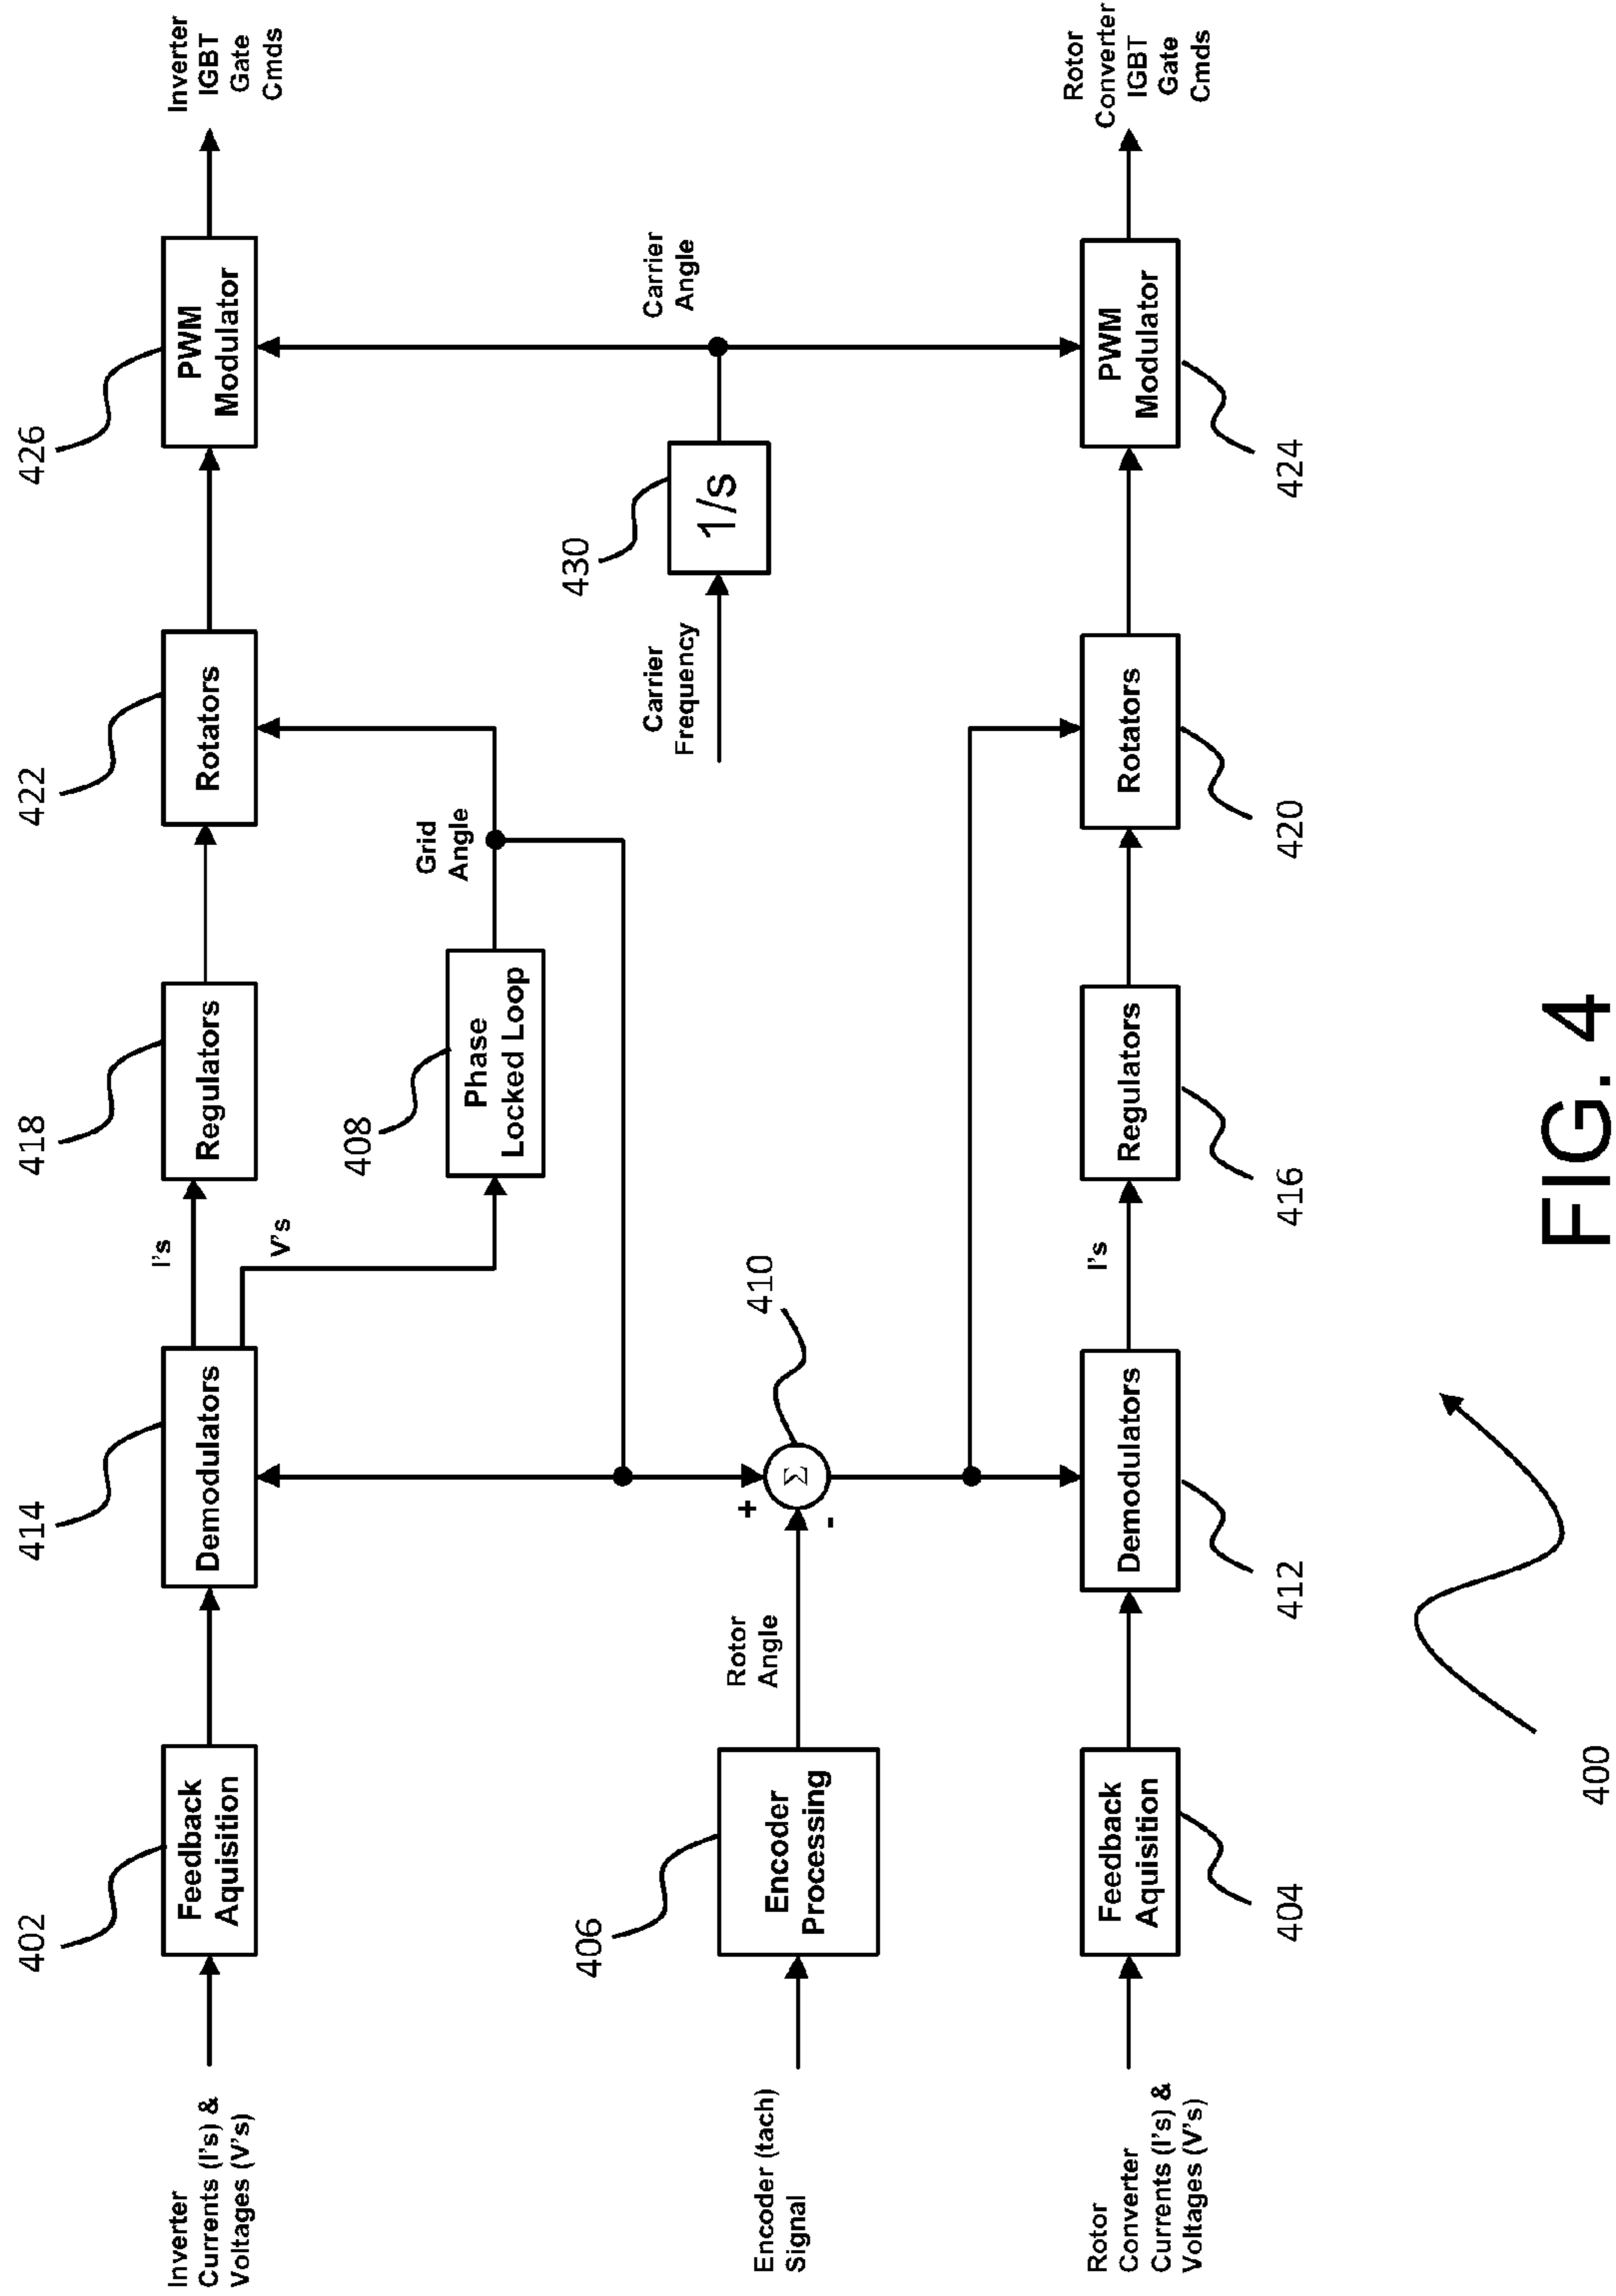 Inverter
Currents (I's) &
Voltages (V's)
402
Feedback
Aquisition
414
Demodulators
I's
V's
418
Regulators
422
Rotators
426
PWM
Modulator
Inverter
IGBT
Gate
Cmds
408
Phase
Locked Loop
Grid
Angle
Encoder (tach)
Signal
406
Encoder
Processing
Rotor
Angle
+
-
Σ
410
Carrier
Frequency
430
1/s
Carrier
Angle
Rotor
Converter
Currents (I's) &
Voltages (V's)
Feedback
Aquisition
404
Demodulators
412
I's
Regulators
416
Rotators
420
PWM
Modulator
424
Rotor
Converter
IGBT
Gate
Cmds
400
FIG. 4